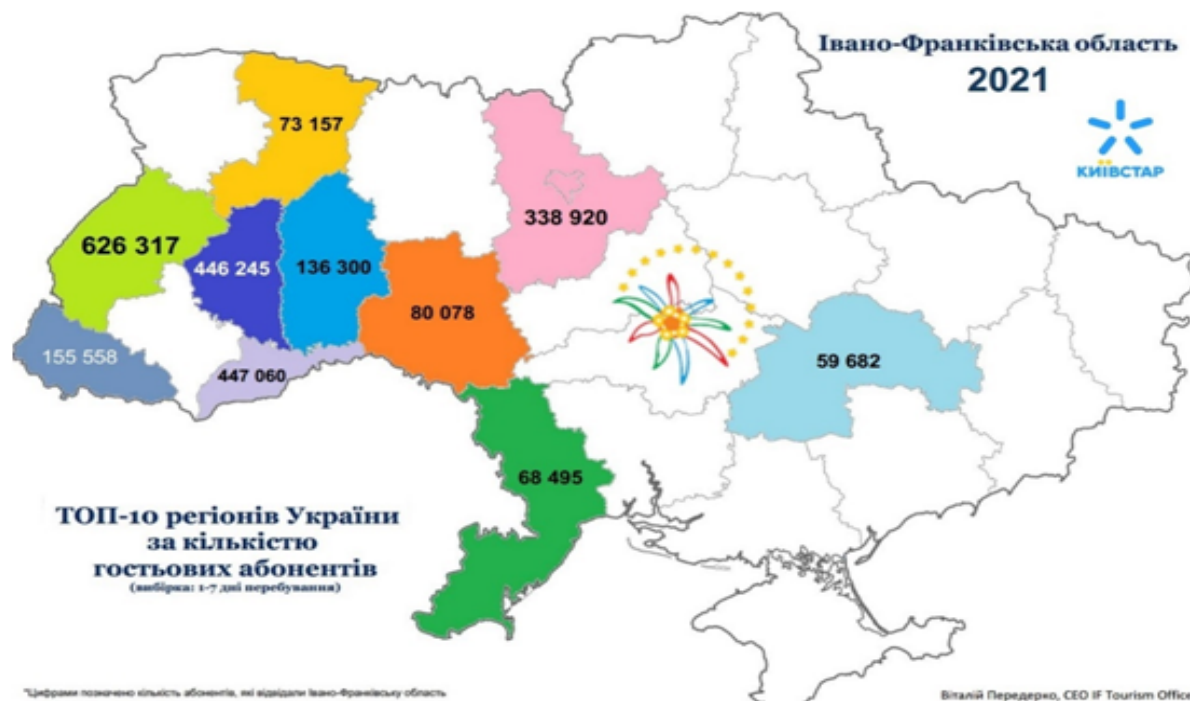 Івано-Франківська область
2021
КИЇВСТАР
73 157
338 920
626 317
446 245
136 300
80 078
155 558
447 060
59 682
68 495
ТОП-10 регіонів України
за кількістю
гостьових абонентів
(вибірка: 1-7 дні перебування)
*Цифрами позначено кількість абонентів, які відвідали Івано-Франківську область
Віталій Передерко, CEO IF Tourism Office